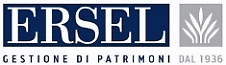 ERSEL
GESTIONE DI PATRIMONI DAL 1936